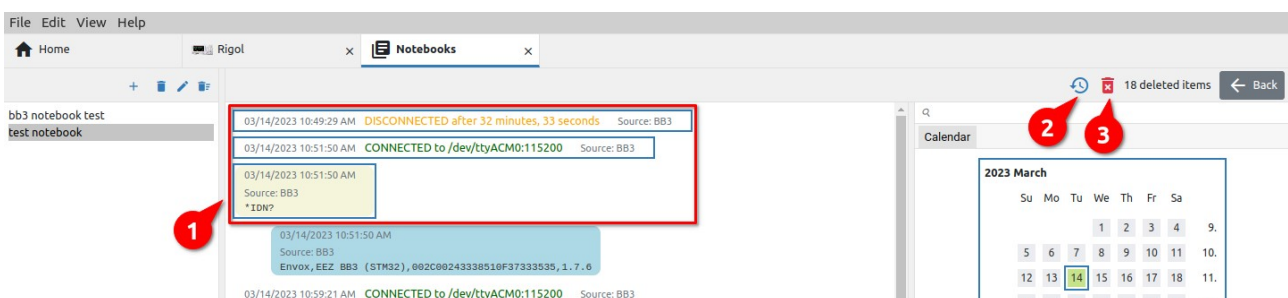 File Edit View Help
Home Rigol x Notebooks x
18 deleted items Back
bb3 notebook test
test notebook
03/14/2023 10:49:29 AM DISCONNECTED after 32 minutes, 33 seconds Source: BB3
03/14/2023 10:51:50 AM CONNECTED to /dev/ttyACM0:115200 Source: BB3
03/14/2023 10:51:50 AM
Source: BB3
*IDN?
03/14/2023 10:51:50 AM
Source: BB3
Envox,EEZ BB3 (STM32),002C00243338510F37333535,1.7.6
03/14/2023 10:59:21 AM CONNECTED to /dev/ttyACM0:115200 Source: BB3
1
2
3
Calendar
2023 March
Su Mo Tu We Th Fr Sa
1 2 3 4 9.
5 6 7 8 9 10 11 10.
12 13 14 15 16 17 18 11.